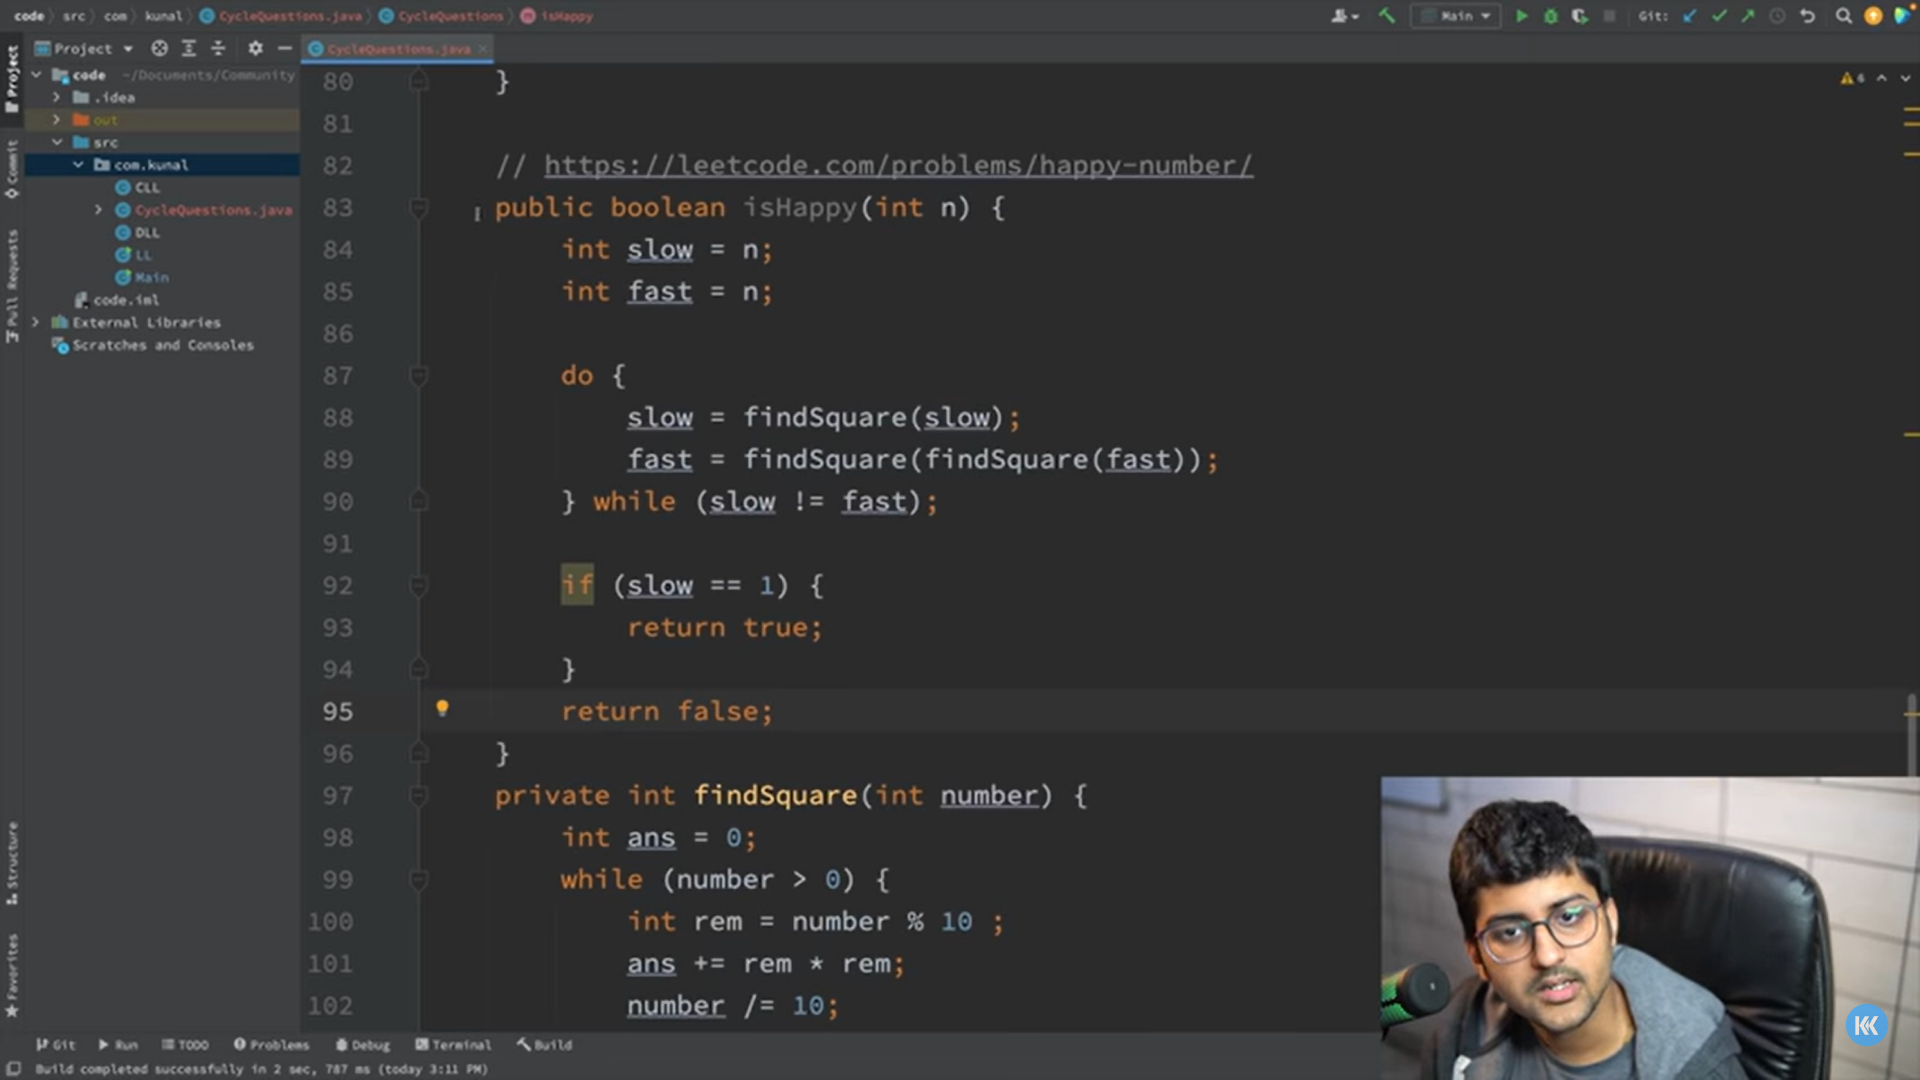 code src com kunal CycleQuestions.java CycleQuestions isHappy
Main Git:
Project CycleQuestions.java
Project
Commit
Pull Requests
Structure
Favorites
code ~/Documents/Community
.idea
out
src
com.kunal
CLL
CycleQuestions.java
DLL
LL
Main
code.iml
External Libraries
Scratches and Consoles
6
80 }
81
82 // https://leetcode.com/problems/happy-number/
83 public boolean isHappy(int n) {
84 int slow = n;
85 int fast = n;
86
87 do {
88 slow = findSquare(slow);
89 fast = findSquare(findSquare(fast));
90 } while (slow != fast);
91
92 if (slow == 1) {
93 return true;
94 }
95 return false;
96 }
97 private int findSquare(int number) {
98 int ans = 0;
99 while (number > 0) {
100 int rem = number % 10 ;
101 ans += rem * rem;
102 number /= 10;
Git Run TODO Problems Debug Terminal Build
Build completed successfully in 2 sec, 787 ms (today 3:11 PM)
KK